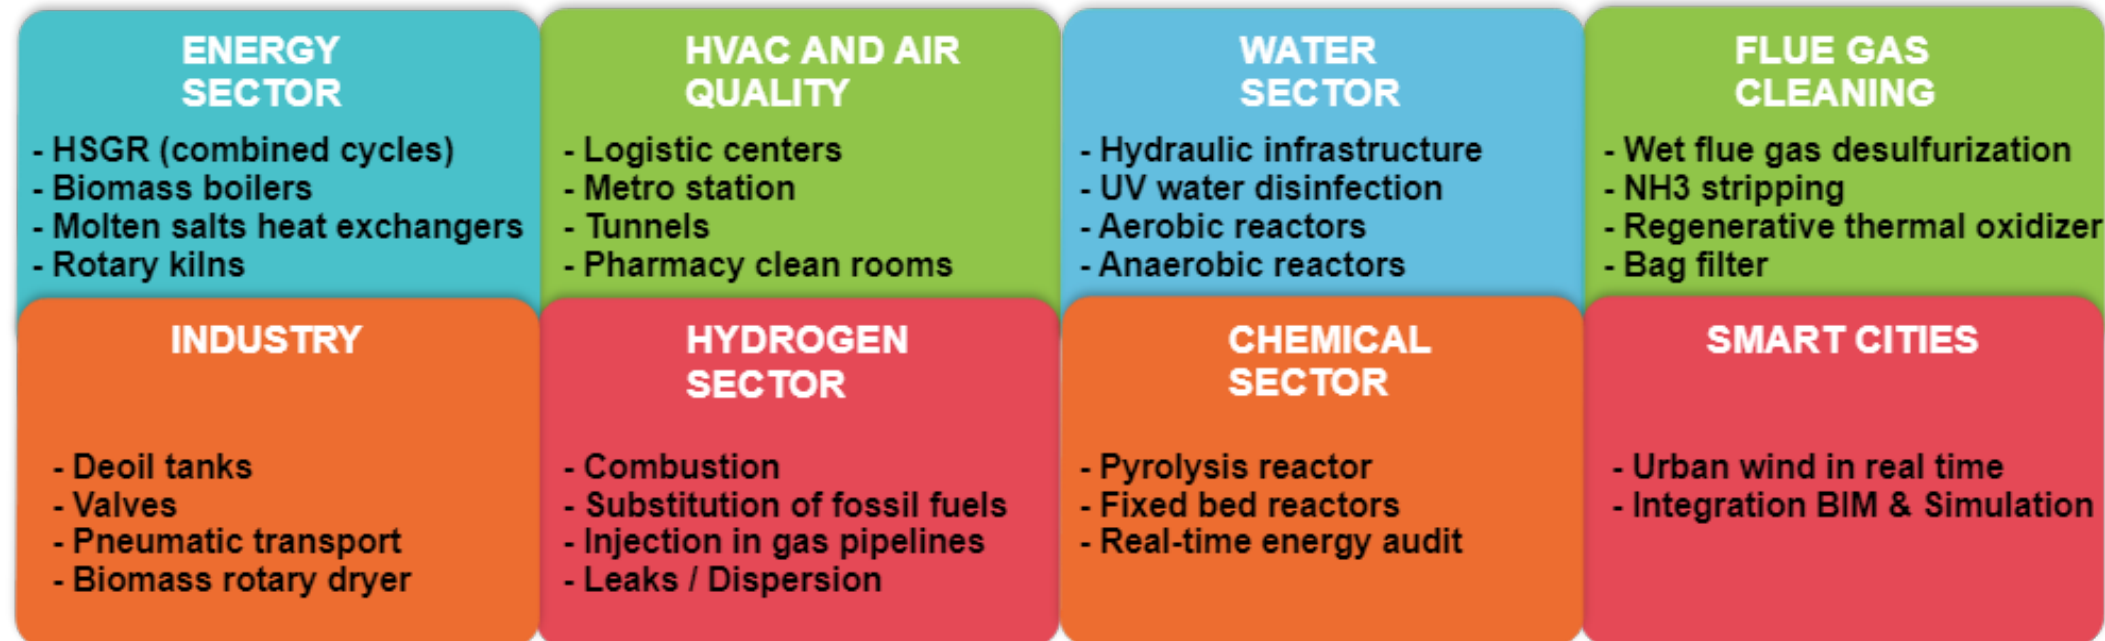 ENERGY
SECTOR
- HSGR (combined cycles)
- Biomass boilers
- Molten salts heat exchangers
- Rotary kilns
HVAC AND AIR
QUALITY
- Logistic centers
- Metro station
- Tunnels
- Pharmacy clean rooms
WATER
SECTOR
- Hydraulic infrastructure
- UV water disinfection
- Aerobic reactors
- Anaerobic reactors
FLUE GAS
CLEANING
- Wet flue gas desulfurization
- NH3 stripping
- Regenerative thermal oxidizer
- Bag filter
INDUSTRY
- Deoil tanks
- Valves
- Pneumatic transport
- Biomass rotary dryer
HYDROGEN
SECTOR
- Combustion
- Substitution of fossil fuels
- Injection in gas pipelines
- Leaks / Dispersion
CHEMICAL
SECTOR
- Pyrolysis reactor
- Fixed bed reactors
- Real-time energy audit
SMART CITIES
- Urban wind in real time
- Integration BIM & Simulation